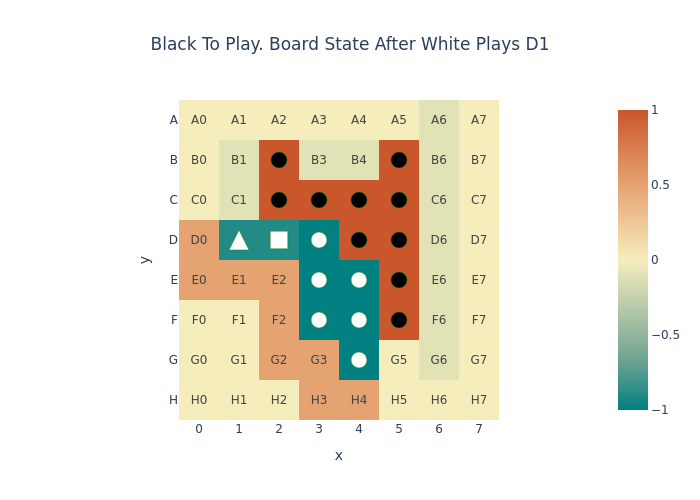 Black To Play. Board State After White Plays D1
A A0 A1 A2 A3 A4 A5 A6 A7
B B0 B1 B3 B4 B6 B7
C C0 C1 C6 C7
D D0 D6 D7
E E0 E1 E2 E6 E7
F F0 F1 F2 F6 F7
G G0 G1 G2 G3 G5 G6 G7
H H0 H1 H2 H3 H4 H5 H6 H7
0 1 2 3 4 5 6 7
x
y
1
0.5
0
−0.5
−1